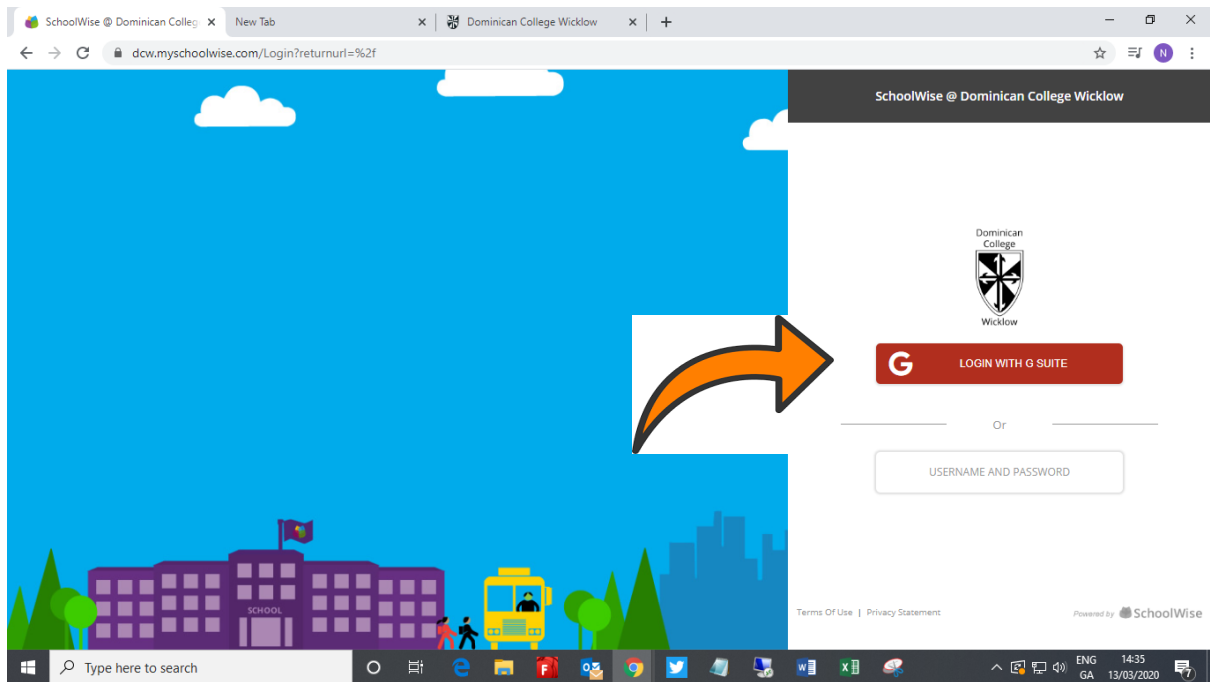 SchoolWise @ Dominican Colleg
New Tab
Dominican College Wicklow
dcw.myschoolwise.com/Login?returnurl=%2f
N
SchoolWise @ Dominican College Wicklow
Dominican
College
Wicklow
G LOGIN WITH G SUITE
Or
USERNAME AND PASSWORD
SCHOOL
Terms Of Use | Privacy Statement
Powered by SchoolWise
Type here to search
ENG
GA
14:35
13/03/2020
7